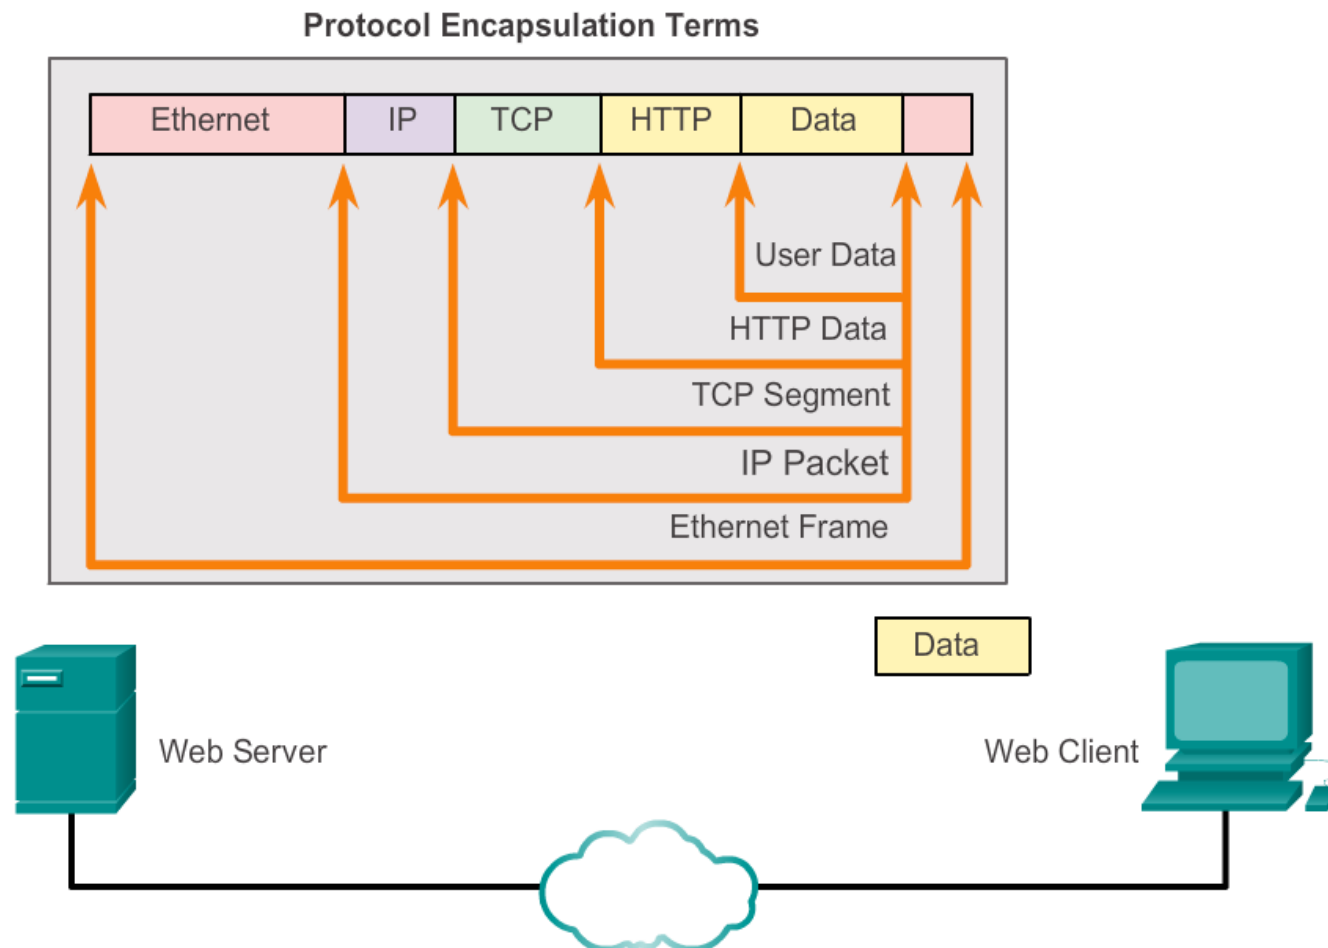 Protocol Encapsulation Terms
Ethernet IP TCP HTTP Data
User Data
HTTP Data
TCP Segment
IP Packet
Ethernet Frame
Data
Web Server
Web Client